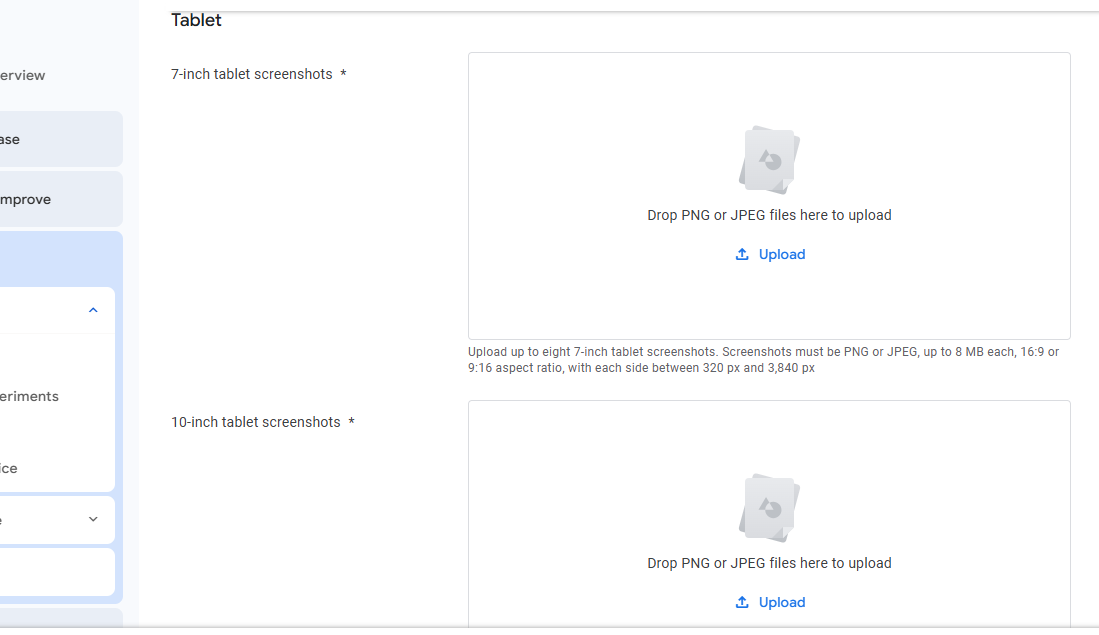 Tablet
erview
7-inch tablet screenshots *
ase
mprove
Drop PNG or JPEG files here to upload
Upload
Upload up to eight 7-inch tablet screenshots. Screenshots must be PNG or JPEG, up to 8 MB each, 16:9 or
9:16 aspect ratio, with each side between 320 px and 3,840 px
eriments
10-inch tablet screenshots *
ice
e
Drop PNG or JPEG files here to upload
Upload